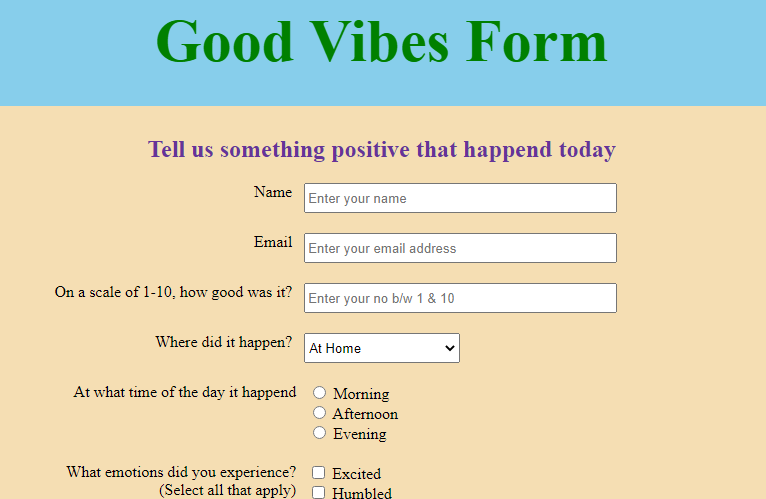 Good Vibes Form
Tell us something positive that happend today
Name Enter your name
Email Enter your email address
On a scale of 1-10, how good was it? Enter your no b/w 1 & 10
Where did it happen? At Home
At what time of the day it happend Morning
Afternoon
Evening
What emotions did you experience? Excited
(Select all that apply) Humbled